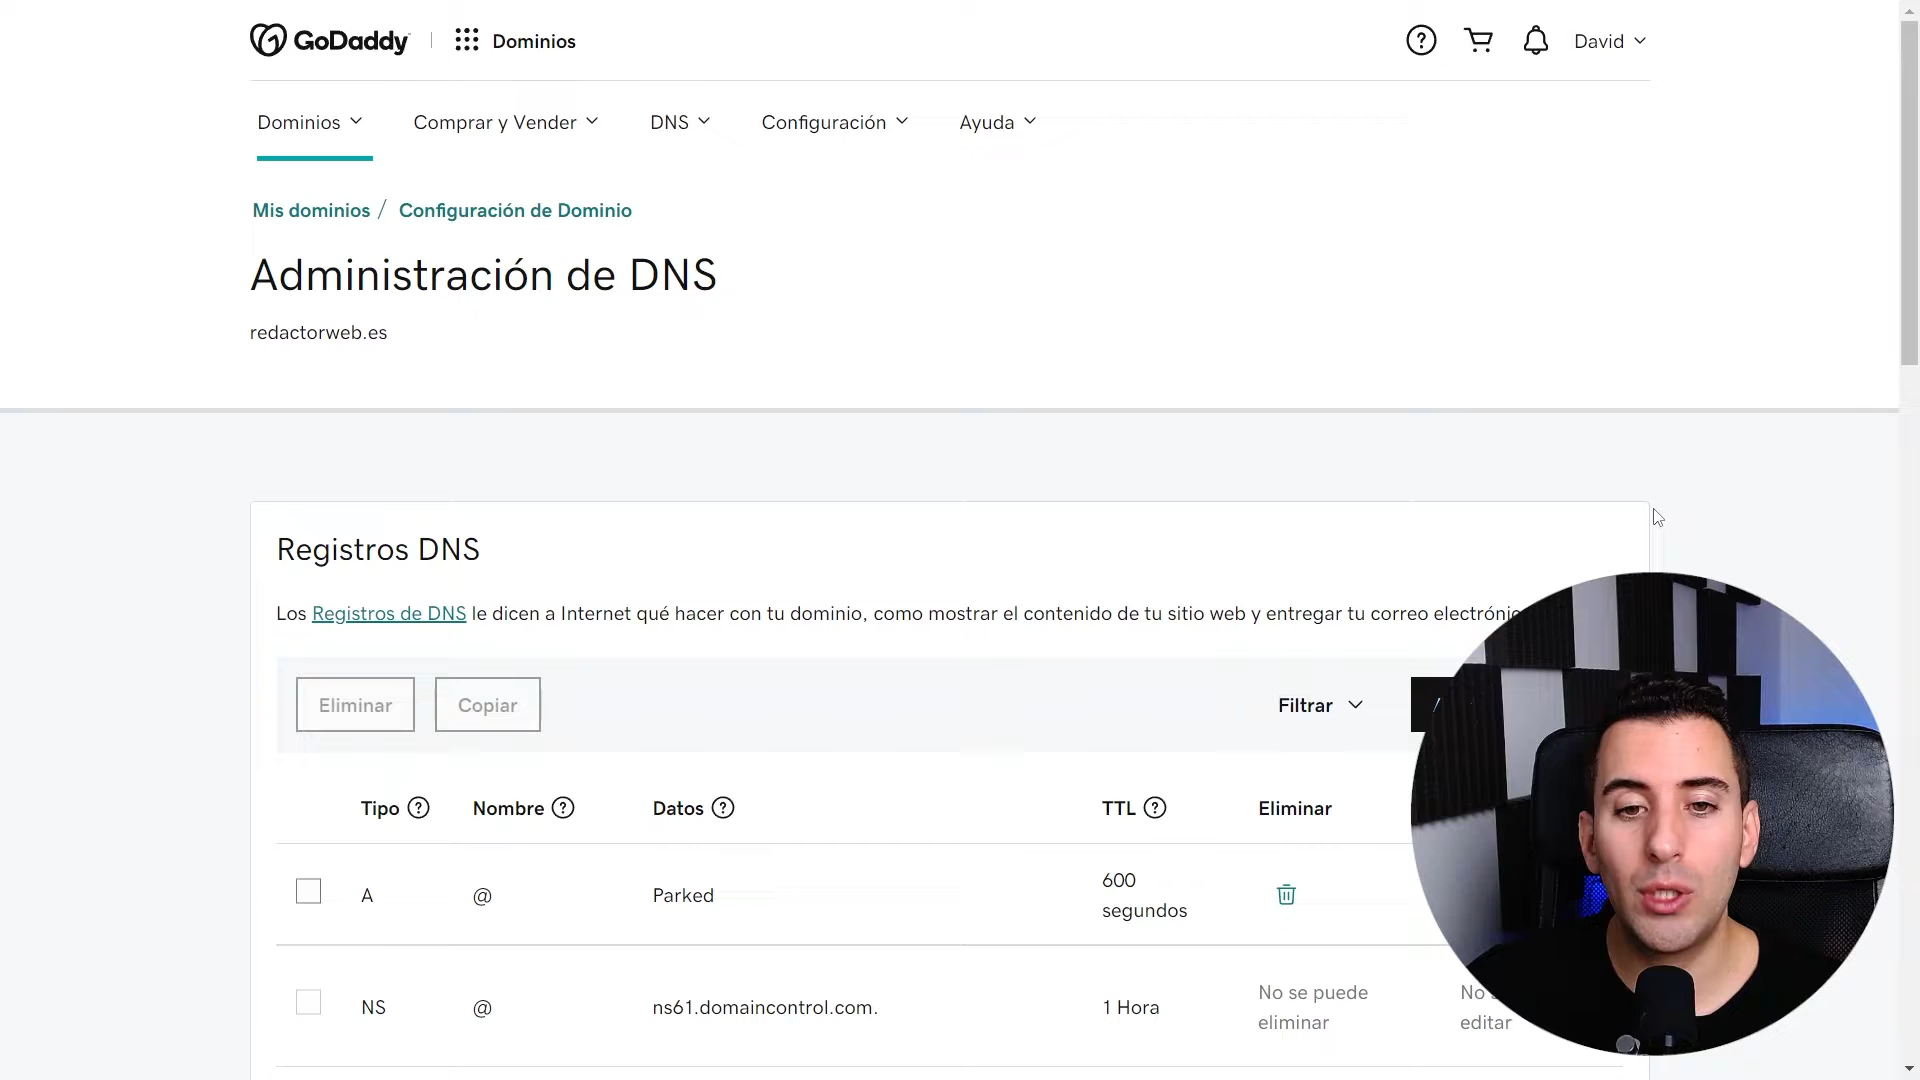 GoDaddy Dominios David
Dominios Comprar y Vender DNS Configuración Ayuda
Mis dominios / Configuración de Dominio
Administración de DNS
redactorweb.es
Registros DNS
Los Registros de DNS le dicen a Internet qué hacer con tu dominio, como mostrar el contenido de tu sitio web y entregar tu correo
Eliminar Copiar Filtrar
Tipo Nombre Datos TTL Eliminar
A @ Parked 600
segundos
NS @ ns61.domaincontrol.com. 1 Hora No se puede
eliminar No
editar